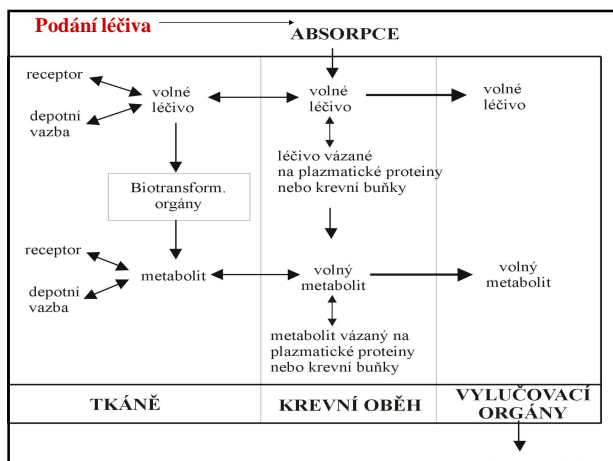 Podání léčiva
ABSORPCE
receptor
depotní
vazba
volné
léčivo
Biotransform.
orgány
receptor
depotní
vazba
metabolit
volné
léčivo
léčivo vázané
na plazmatické proteiny
nebo krevní buňky
volný
metabolit
metabolit vázaný na
plazmatické proteiny
nebo krevní buňky
volné
léčivo
volný
metabolit
TKÁNĚ
KREVNÍ OBĚH
VYLUČOVACÍ
ORGÁNY